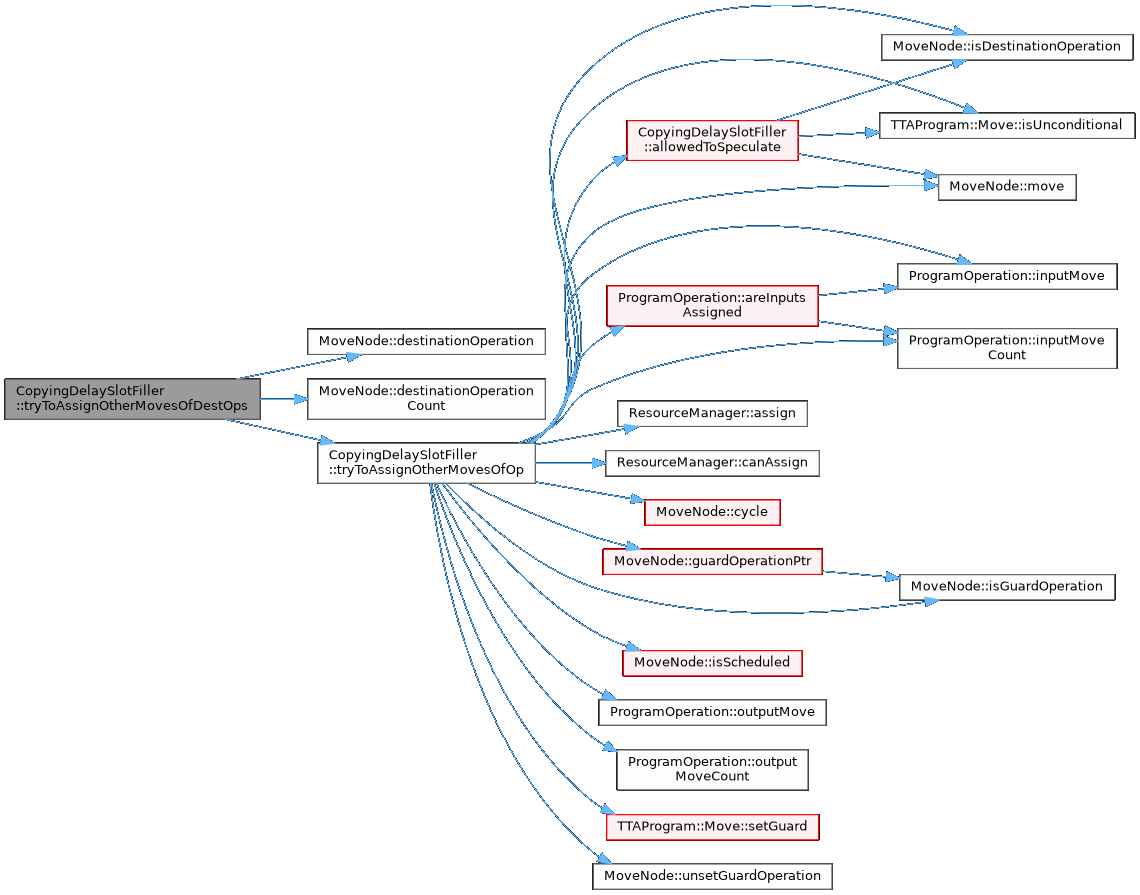 MoveNode::isDestinationOperation
TTAProgram::Move::isUnconditional
CopyingDelaySlotFiller
::allowedToSpeculate
MoveNode::move
ProgramOperation::inputMove
ProgramOperation::areInputs
Assigned
ProgramOperation::inputMove
Count
MoveNode::destinationOperation
CopyingDelaySlotFiller
::tryToAssignOtherMovesOfDestOps
MoveNode::destinationOperation
Count
ResourceManager::assign
CopyingDelaySlotFiller
::tryToAssignOtherMovesOfOp
ResourceManager::canAssign
MoveNode::cycle
MoveNode::guardOperationPtr
MoveNode::isGuardOperation
MoveNode::isScheduled
ProgramOperation::outputMove
ProgramOperation::output
MoveCount
TTAProgram::Move::setGuard
MoveNode::unsetGuardOperation